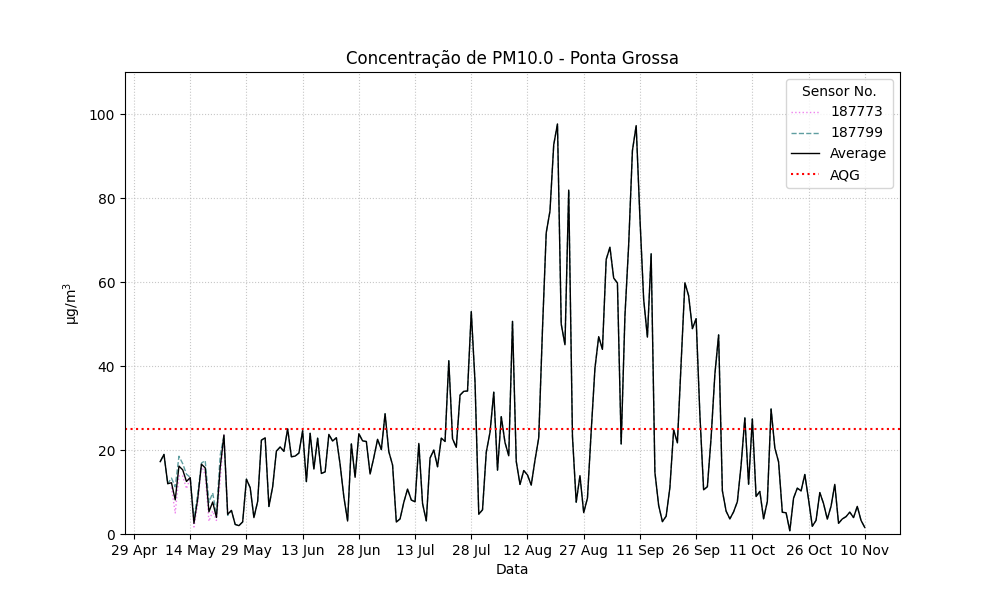 Concentração de PM10.0 - Ponta Grossa
Sensor No.
187773
187799
Average
AQG
100
80
60
40
20
0
μg/m³
29 Apr 14 May 29 May 13 Jun 28 Jun 13 Jul 28 Jul 12 Aug 27 Aug 11 Sep 26 Sep 11 Oct 26 Oct 10 Nov
Data